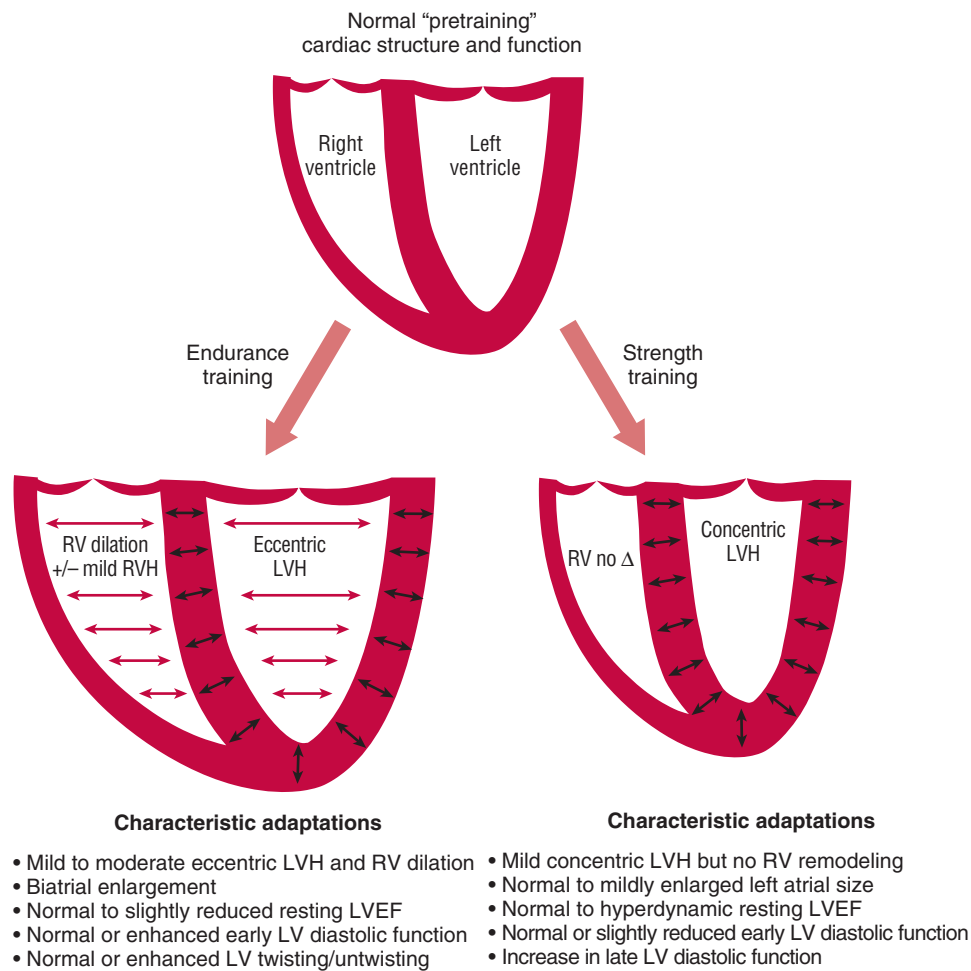 Normal “pretraining”
cardiac structure and function
Right
ventricle
Left
ventricle
Endurance
training
Strength
training
RV dilation
+/– mild RVH
Eccentric
LVH
RV no Δ
Concentric
LVH
Characteristic adaptations
• Mild to moderate eccentric LVH and RV dilation
• Biatrial enlargement
• Normal to slightly reduced resting LVEF
• Normal or enhanced early LV diastolic function
• Normal or enhanced LV twisting/untwisting
Characteristic adaptations
• Mild concentric LVH but no RV remodeling
• Normal to mildly enlarged left atrial size
• Normal to hyperdynamic resting LVEF
• Normal or slightly reduced early LV diastolic function
• Increase in late LV diastolic function